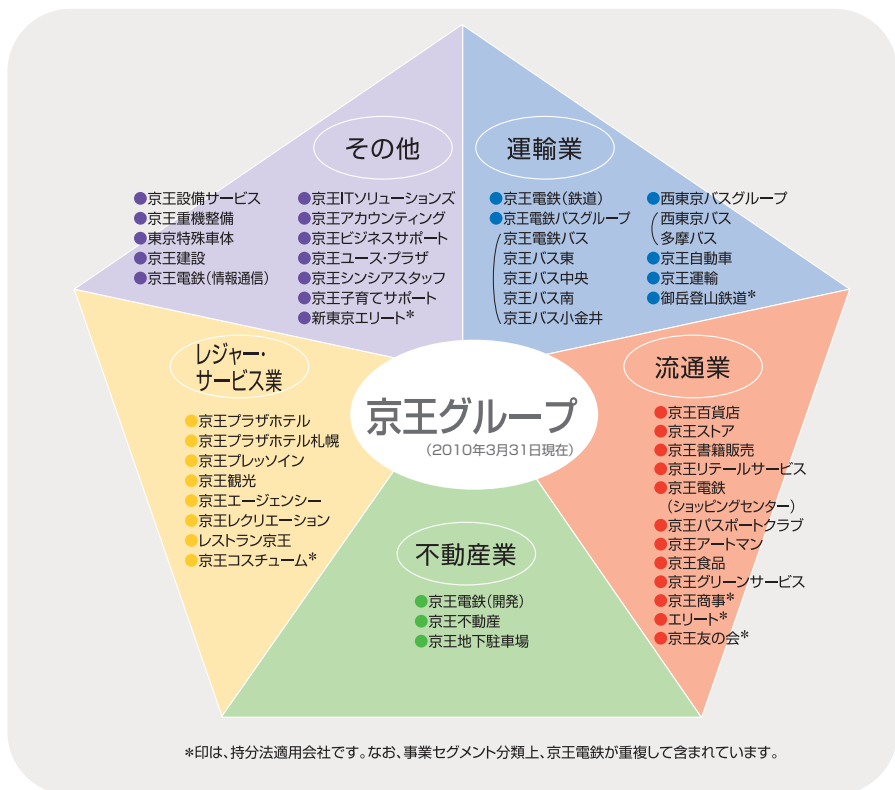 その他
●京王設備サービス
●京王重機整備
●東京特殊車体
●京王建設
●京王電鉄(情報通信)
●京王ITソリューションズ
●京王アカウンティング
●京王ビジネスサポート
●京王ユース・プラザ
●京王シンシアスタッフ
●京王子育てサポート
●新東京エリート*
運輸業
●京王電鉄(鉄道)
●京王電鉄バスグループ
京王電鉄バス
京王バス東
京王バス中央
京王バス南
京王バス小金井
●西東京バスグループ
西東京バス
多摩バス
●京王自動車
●京王運輸
●御岳登山鉄道*
レジャー・
サービス業
●京王プラザホテル
●京王プラザホテル札幌
●京王プレッソイン
●京王観光
●京王エージェンシー
●京王レクリエーション
●レストラン京王
●京王コスチューム*
京王グループ
(2010年3月31日現在)
流通業
●京王百貨店
●京王ストア
●京王書籍販売
●京王リテールサービス
●京王電鉄
(ショッピングセンター)
●京王パスポートクラブ
●京王アートマン
●京王食品
●京王グリーンサービス
●京王商事*
●エリート*
●京王友の会*
不動産業
●京王電鉄(開発)
●京王不動産
●京王地下駐車場
*印は、持分法適用会社です。なお、事業セグメント分類上、京王電鉄が重複して含まれています。